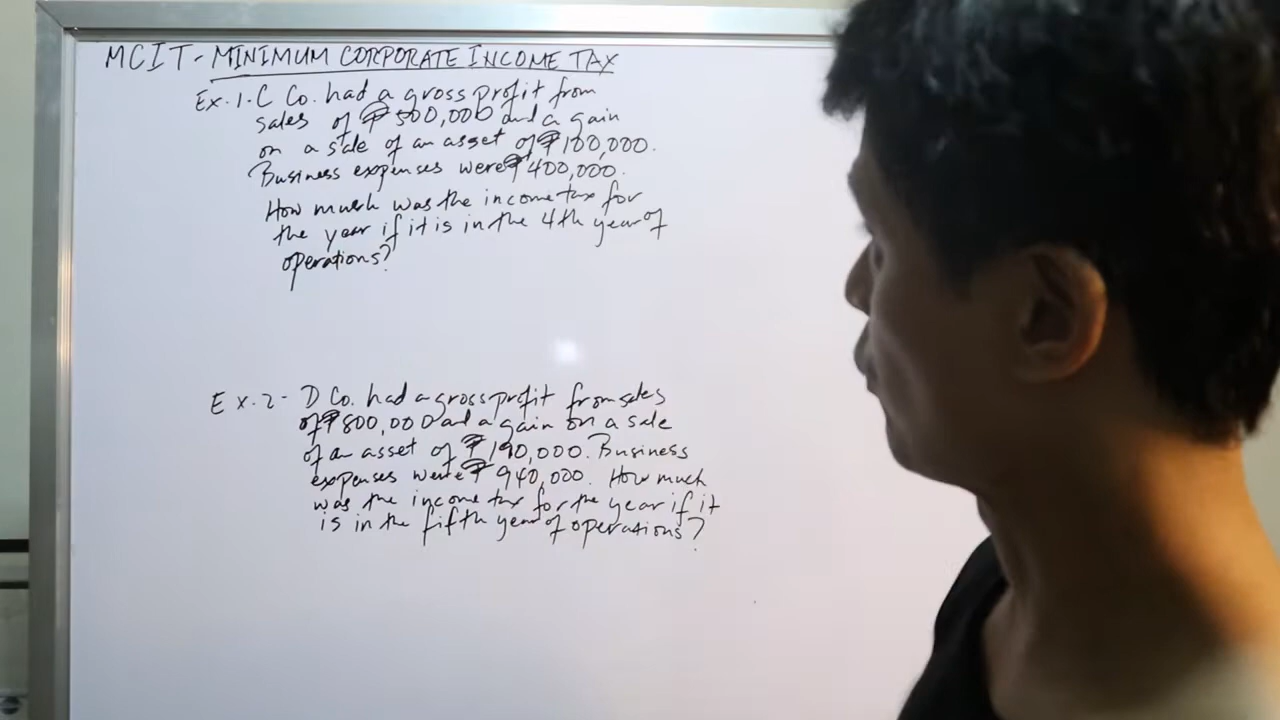 MCIT - MINIMUM CORPORATE INCOME TAX
Ex. 1. C Co. had a gross profit from
sales of ₱500,000 and a gain
on a sale of an asset of ₱100,000.
Business expenses were ₱400,000.
How much was the income tax for
the year if it is in the 4th year of
operations?
Ex. 2 - D Co. had a gross profit from sales
of ₱800,000 and a gain on a sale
of an asset of ₱190,000. Business
expenses were ₱940,000. How much
was the income tax for the year if it
is in the fifth year of operations?